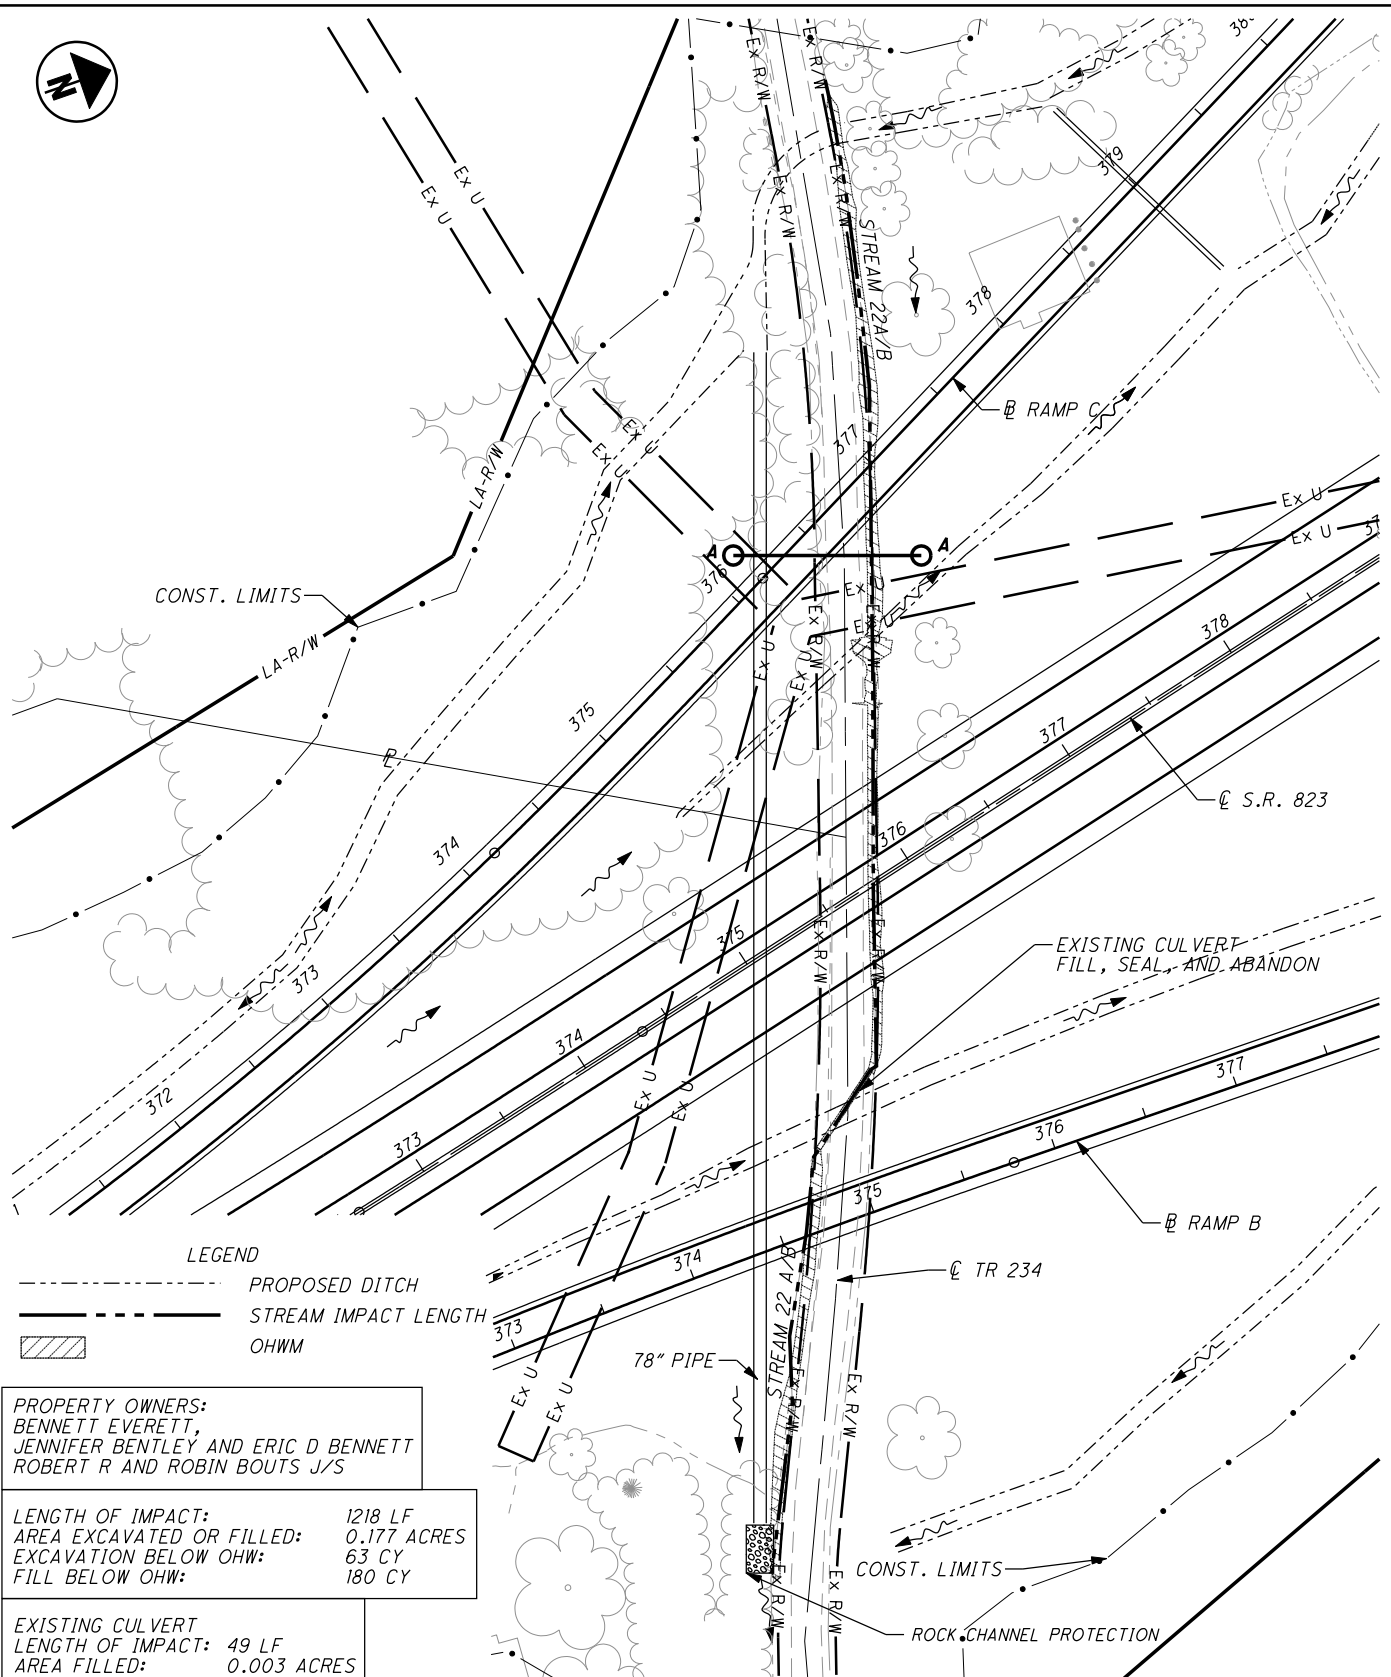 N
Ex R/W
Ex R/W
380
Ex U
Ex U
Ex R/W
Ex R/W
379
STREAM 22A/B
378
℄ RAMP C
377
LA-R/W
Ex U
Ex U
Ex U
Ex U
A
A
376
CONST. LIMITS
LA-R/W
Ex U
Ex U
Ex R/W
Ex U
Ex U
378
375
377
℄ S.R. 823
376
374
375
Ex R/W
Ex R/W
EXISTING CULVERT
FILL, SEAL, AND ABANDON
373
374
372
Ex U
Ex U
377
373
376
375
℄ RAMP B
374
℄ TR 234
STREAM 22 A/B
373
78" PIPE
Ex U
Ex U
Ex R/W
Ex R/W
LEGEND
PROPOSED DITCH
STREAM IMPACT LENGTH
OHWM
PROPERTY OWNERS:
BENNETT EVERETT,
JENNIFER BENTLEY AND ERIC D BENNETT
ROBERT R AND ROBIN BOUTS J/S
LENGTH OF IMPACT: 1218 LF
AREA EXCAVATED OR FILLED: 0.177 ACRES
EXCAVATION BELOW OHW: 63 CY
FILL BELOW OHW: 180 CY
EXISTING CULVERT
LENGTH OF IMPACT: 49 LF
AREA FILLED: 0.003 ACRES
CONST. LIMITS
Ex R/W
Ex R/W
ROCK CHANNEL PROTECTION